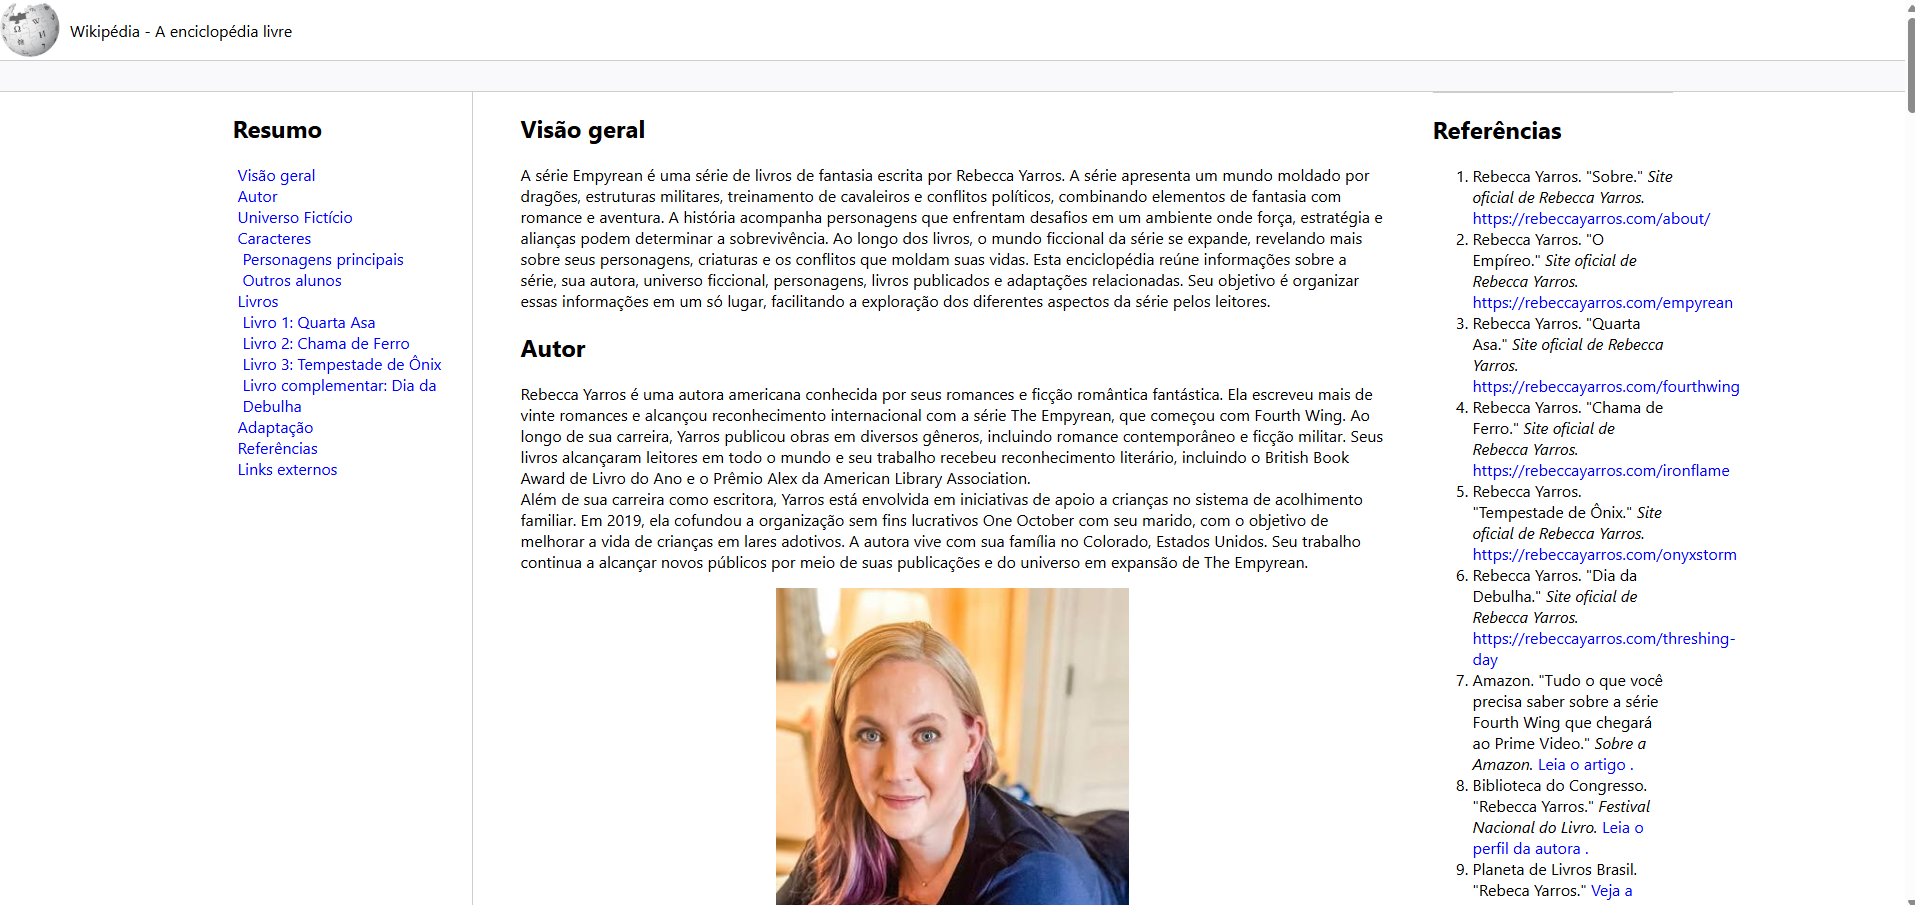 Wikipédia - A enciclopédia livre
Resumo
Visão geral
Autor
Universo Fictício
Caracteres
Personagens principais
Outros alunos
Livros
Livro 1: Quarta Asa
Livro 2: Chama de Ferro
Livro 3: Tempestade de Ônix
Livro complementar: Dia da
Debulha
Adaptação
Referências
Links externos
Visão geral
A série Empyrean é uma série de livros de fantasia escrita por Rebecca Yarros. A série apresenta um mundo moldado por
dragões, estruturas militares, treinamento de cavaleiros e conflitos políticos, combinando elementos de fantasia com
romance e aventura. A história acompanha personagens que enfrentam desafios em um ambiente onde força, estratégia e
alianças podem determinar a sobrevivência. Ao longo dos livros, o mundo ficcional da série se expande, revelando mais
sobre seus personagens, criaturas e os conflitos que moldam suas vidas. Esta enciclopédia reúne informações sobre a
série, sua autora, universo ficcional, personagens, livros publicados e adaptações relacionadas. Seu objetivo é organizar
essas informações em um só lugar, facilitando a exploração dos diferentes aspectos da série pelos leitores.
Autor
Rebecca Yarros é uma autora americana conhecida por seus romances e ficção romântica fantástica. Ela escreveu mais de
vinte romances e alcançou reconhecimento internacional com a série The Empyrean, que começou com Fourth Wing. Ao
longo de sua carreira, Yarros publicou obras em diversos gêneros, incluindo romance contemporâneo e ficção militar. Seus
livros alcançaram leitores em todo o mundo e seu trabalho recebeu reconhecimento literário, incluindo o British Book
Award de Livro do Ano e o Prêmio Alex da American Library Association.
Além de sua carreira como escritora, Yarros está envolvida em iniciativas de apoio a crianças no sistema de acolhimento
familiar. Em 2019, ela cofundou a organização sem fins lucrativos One October com seu marido, com o objetivo de
melhorar a vida de crianças em lares adotivos. A autora vive com sua família no Colorado, Estados Unidos. Seu trabalho
continua a alcançar novos públicos por meio de suas publicações e do universo em expansão de The Empyrean.
Referências
1. Rebecca Yarros. "Sobre." Site
oficial de Rebecca Yarros.
https://rebeccayarros.com/about/
2. Rebecca Yarros. "O
Empíreo." Site oficial de
Rebecca Yarros.
https://rebeccayarros.com/empyrean
3. Rebecca Yarros. "Quarta
Asa." Site oficial de Rebecca
Yarros.
https://rebeccayarros.com/fourthwing
4. Rebecca Yarros. "Chama de
Ferro." Site oficial de
Rebecca Yarros.
https://rebeccayarros.com/ironflame
5. Rebecca Yarros.
"Tempestade de Ônix." Site
oficial de Rebecca Yarros.
https://rebeccayarros.com/onyxstorm
6. Rebecca Yarros. "Dia da
Debulha." Site oficial de
Rebecca Yarros.
https://rebeccayarros.com/threshing-
day
7. Amazon. "Tudo o que você
precisa saber sobre a série
Fourth Wing que chegará
ao Prime Video." Sobre a
Amazon. Leia o artigo .
8. Biblioteca do Congresso.
"Rebecca Yarros." Festival
Nacional do Livro. Leia o
perfil da autora .
9. Planeta de Livros Brasil.
"Rebeca Yarros." Veja a